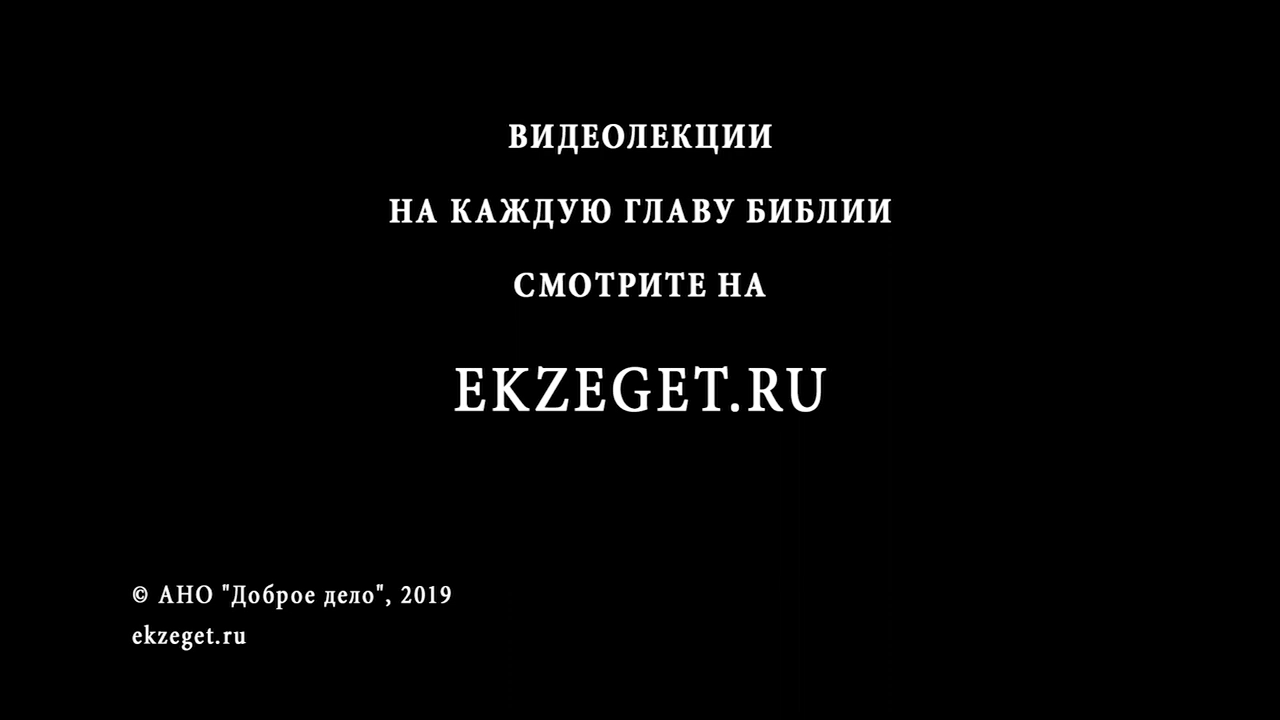 ВИДЕОЛЕКЦИИ
НА КАЖДУЮ ГЛАВУ БИБЛИИ
СМОТРИТЕ НА
EKZEGET.RU
© АНО "Доброе дело", 2019
ekzeget.ru